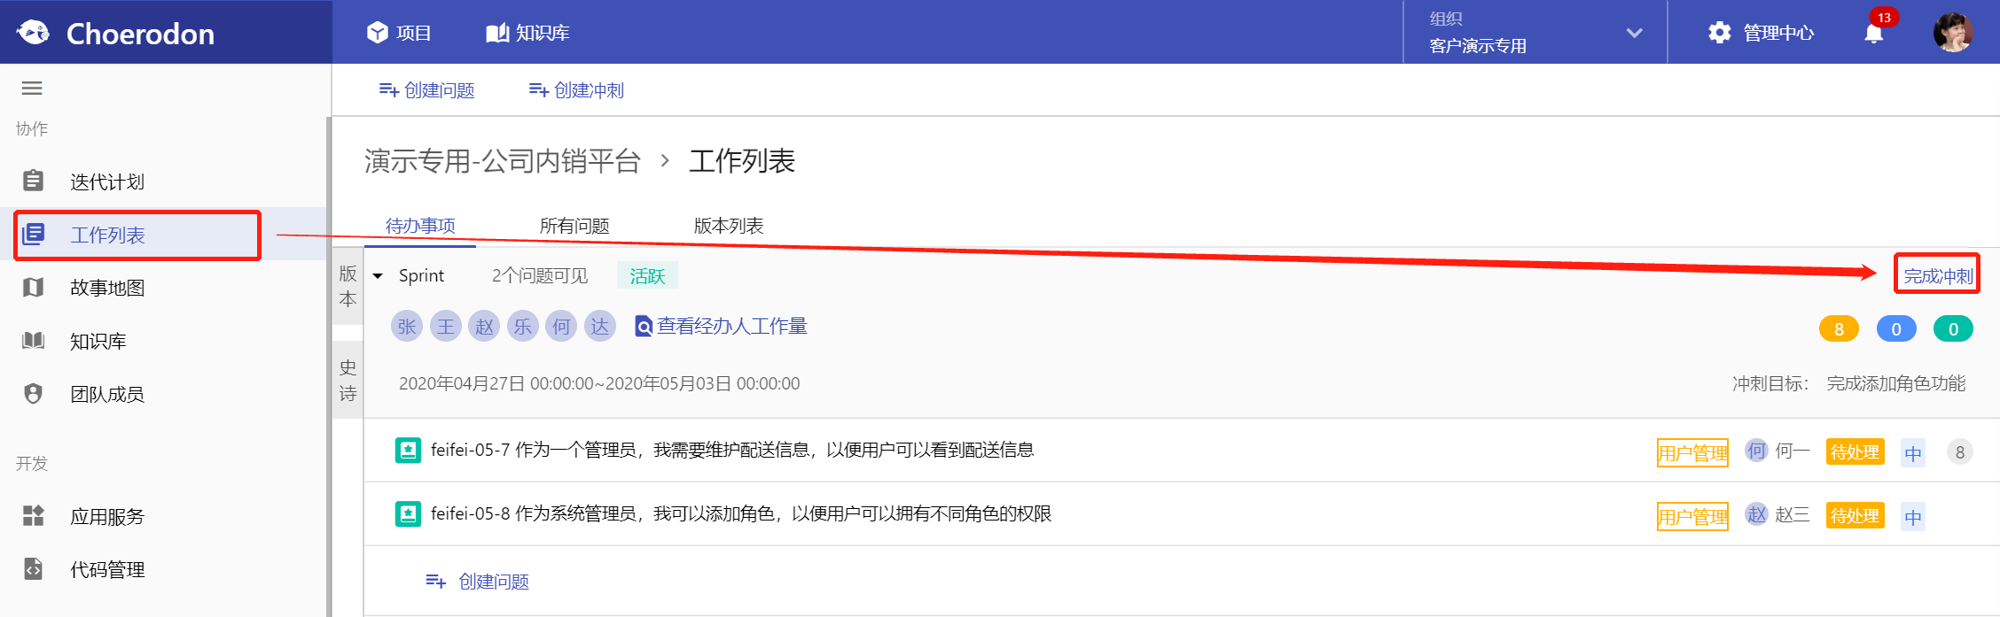 Choerodon
项目
知识库
组织
客户演示专用
管理中心
13
创建问题
创建冲刺
协作
迭代计划
工作列表
故事地图
知识库
团队成员
开发
应用服务
代码管理
演示专用-公司内销平台 > 工作列表
待办事项
所有问题
版本列表
版本
史诗
Sprint
2个问题可见
活跃
完成冲刺
张 王 赵 乐 何 达
查看经办人工作量
8 0 0
2020年04月27日 00:00:00~2020年05月03日 00:00:00
冲刺目标： 完成添加角色功能
feifei-05-7 作为一个管理员，我需要维护配送信息，以便用户可以看到配送信息
用户管理 何 何一 待处理 中 8
feifei-05-8 作为系统管理员，我可以添加角色，以便用户可以拥有不同角色的权限
用户管理 赵 赵三 待处理 中
创建问题